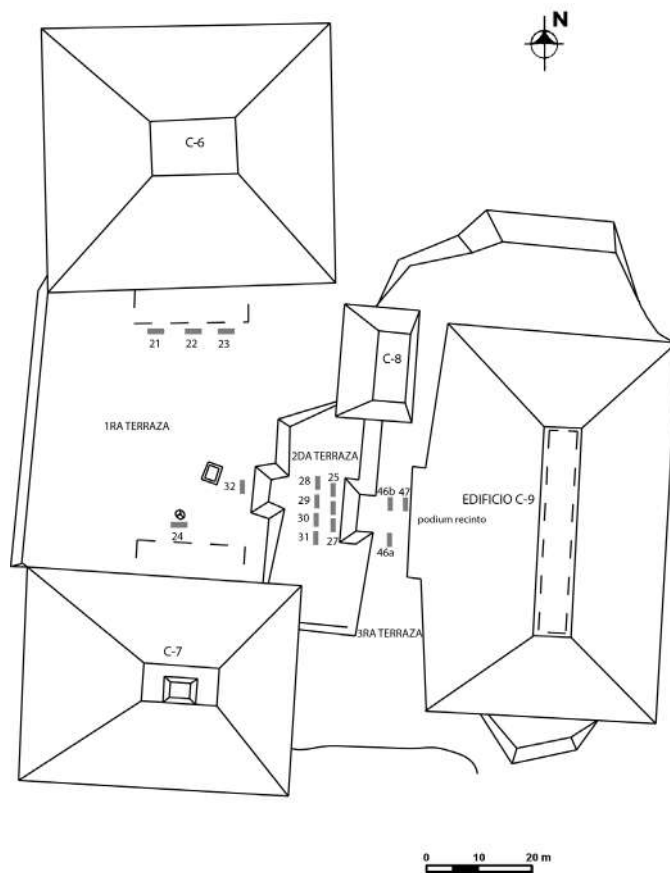 N
C-6
C-8
21 22 23
1RA TERRAZA
2DA TERRAZA
32
28 25
29
30
31 27
46b 47
EDIFICIO C-9
podium recinto
24
46a
3RA TERRAZA
C-7
0 10 20 m